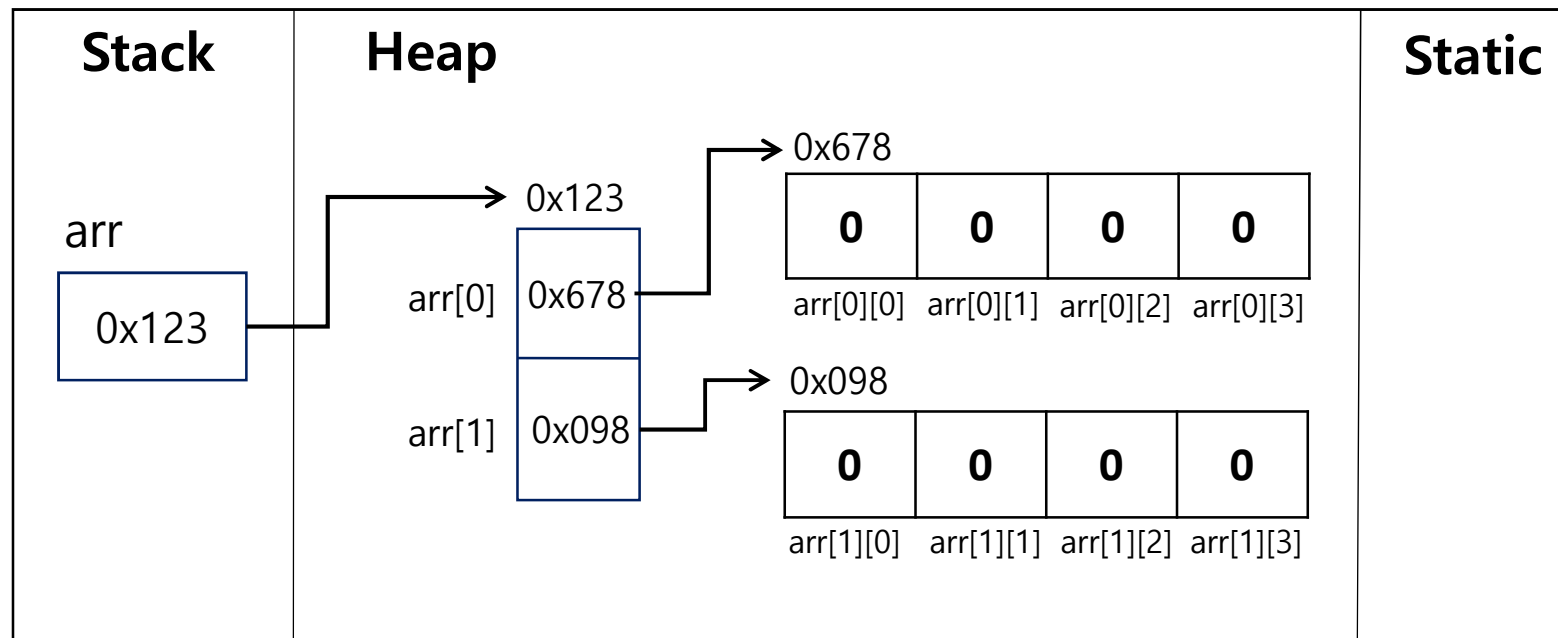 Stack
Heap
Static
arr
0x123
0x123
arr[0]
0x678
arr[1]
0x098
0x678
0 0 0 0
arr[0][0] arr[0][1] arr[0][2] arr[0][3]
0x098
0 0 0 0
arr[1][0] arr[1][1] arr[1][2] arr[1][3]